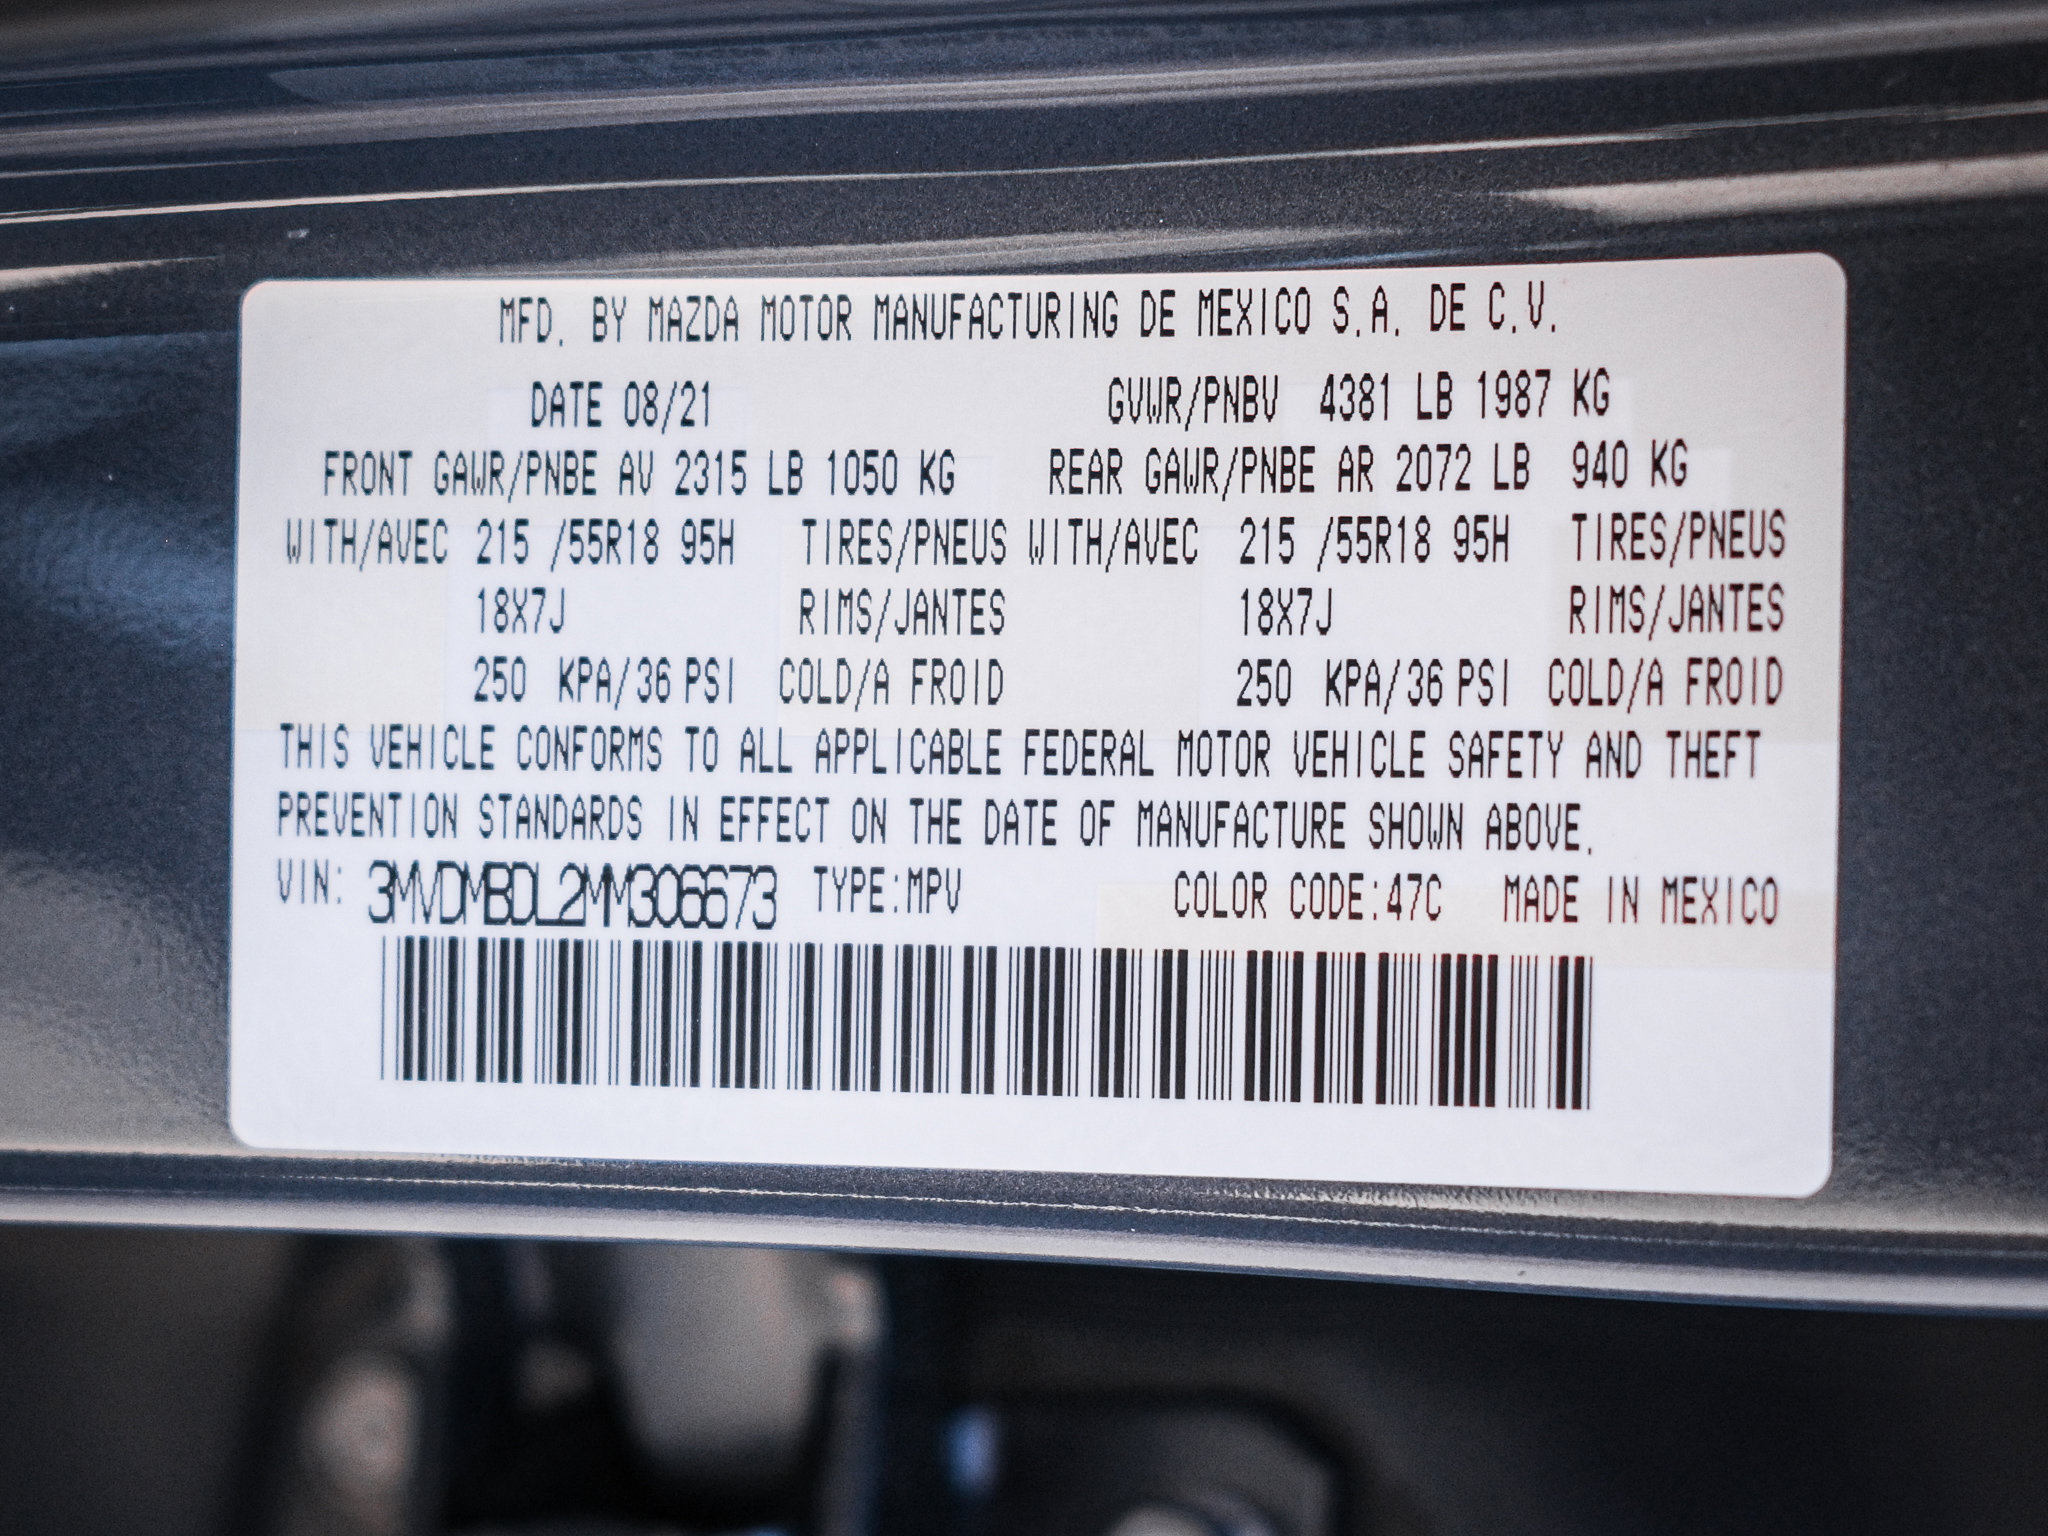 MFD. BY MAZDA MOTOR MANUFACTURING DE MEXICO S.A. DE C.V.
DATE 08/21 GVWR/PNBV 4381 LB 1987 KG
FRONT GAWR/PNBE AV 2315 LB 1050 KG REAR GAWR/PNBE AR 2072 LB 940 KG
WITH/AVEC 215 /55R18 95H TIRES/PNEUS WITH/AVEC 215 /55R18 95H TIRES/PNEUS
18X7J RIMS/JANTES 18X7J RIMS/JANTES
250 KPA/36 PSI COLD/A FROID 250 KPA/36 PSI COLD/A FROID
THIS VEHICLE CONFORMS TO ALL APPLICABLE FEDERAL MOTOR VEHICLE SAFETY AND THEFT
PREVENTION STANDARDS IN EFFECT ON THE DATE OF MANUFACTURE SHOWN ABOVE.
VIN: 3MVDMBDL2MM306673 TYPE:MPV COLOR CODE:47C MADE IN MEXICO